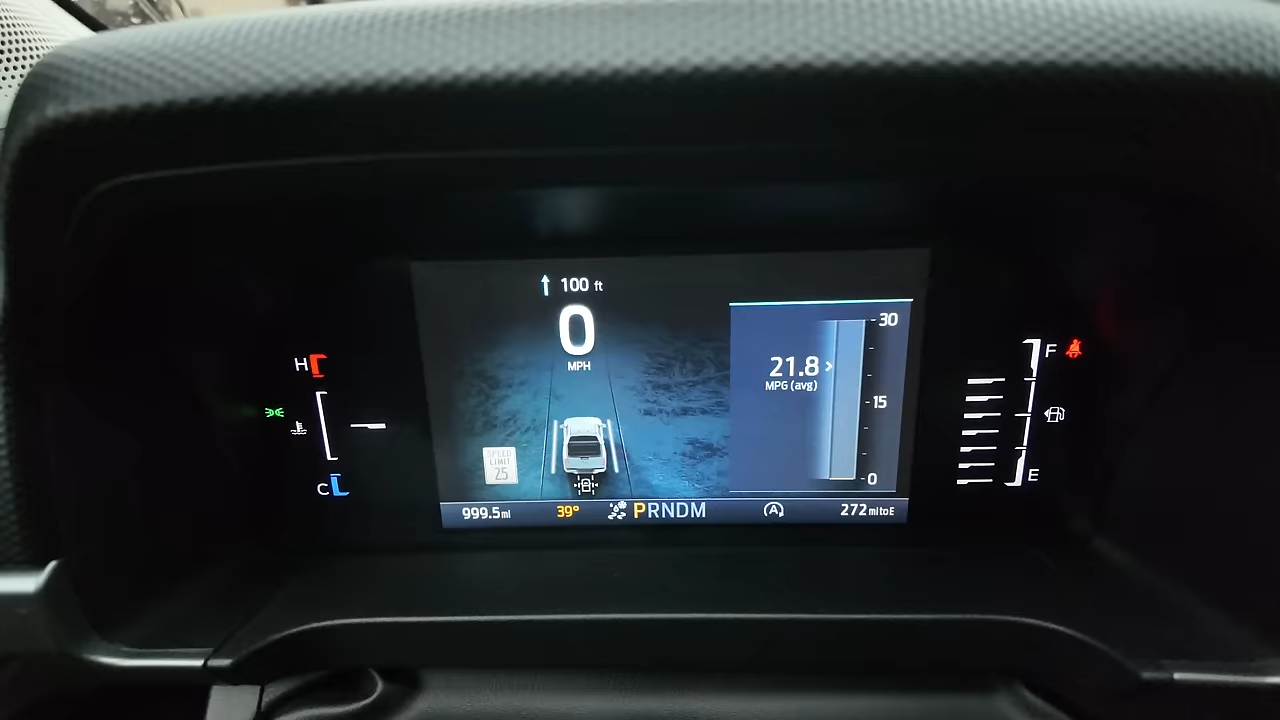 100 ft
0
MPH
30
21.8
MPG (avg)
15
0
SPEED
LIMIT
25
H
C
F
E
999.5 mi
39°
PRNDM
A
272 mi to E